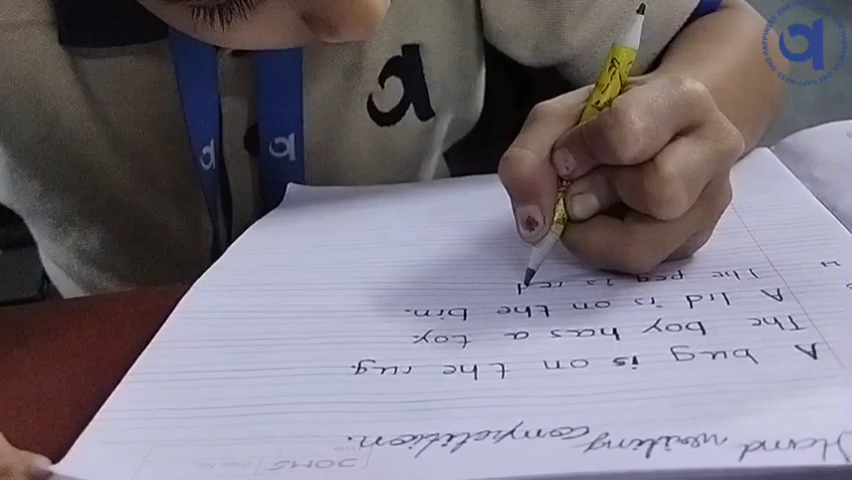 DOMS
Hand writing competition.
A bug is on the rug.
The boy has a toy
A lid is on the bin.
The peg is red